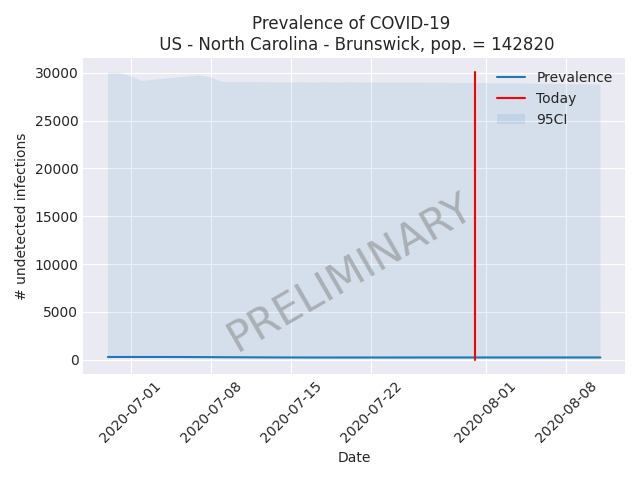 Prevalence of COVID-19
US - North Carolina - Brunswick, pop. = 142820
30000
25000
20000
15000
10000
5000
0
# undetected infections
Prevalence
Today
95CI
PRELIMINARY
2020-07-01
2020-07-08
2020-07-15
2020-07-22
2020-08-01
2020-08-08
Date